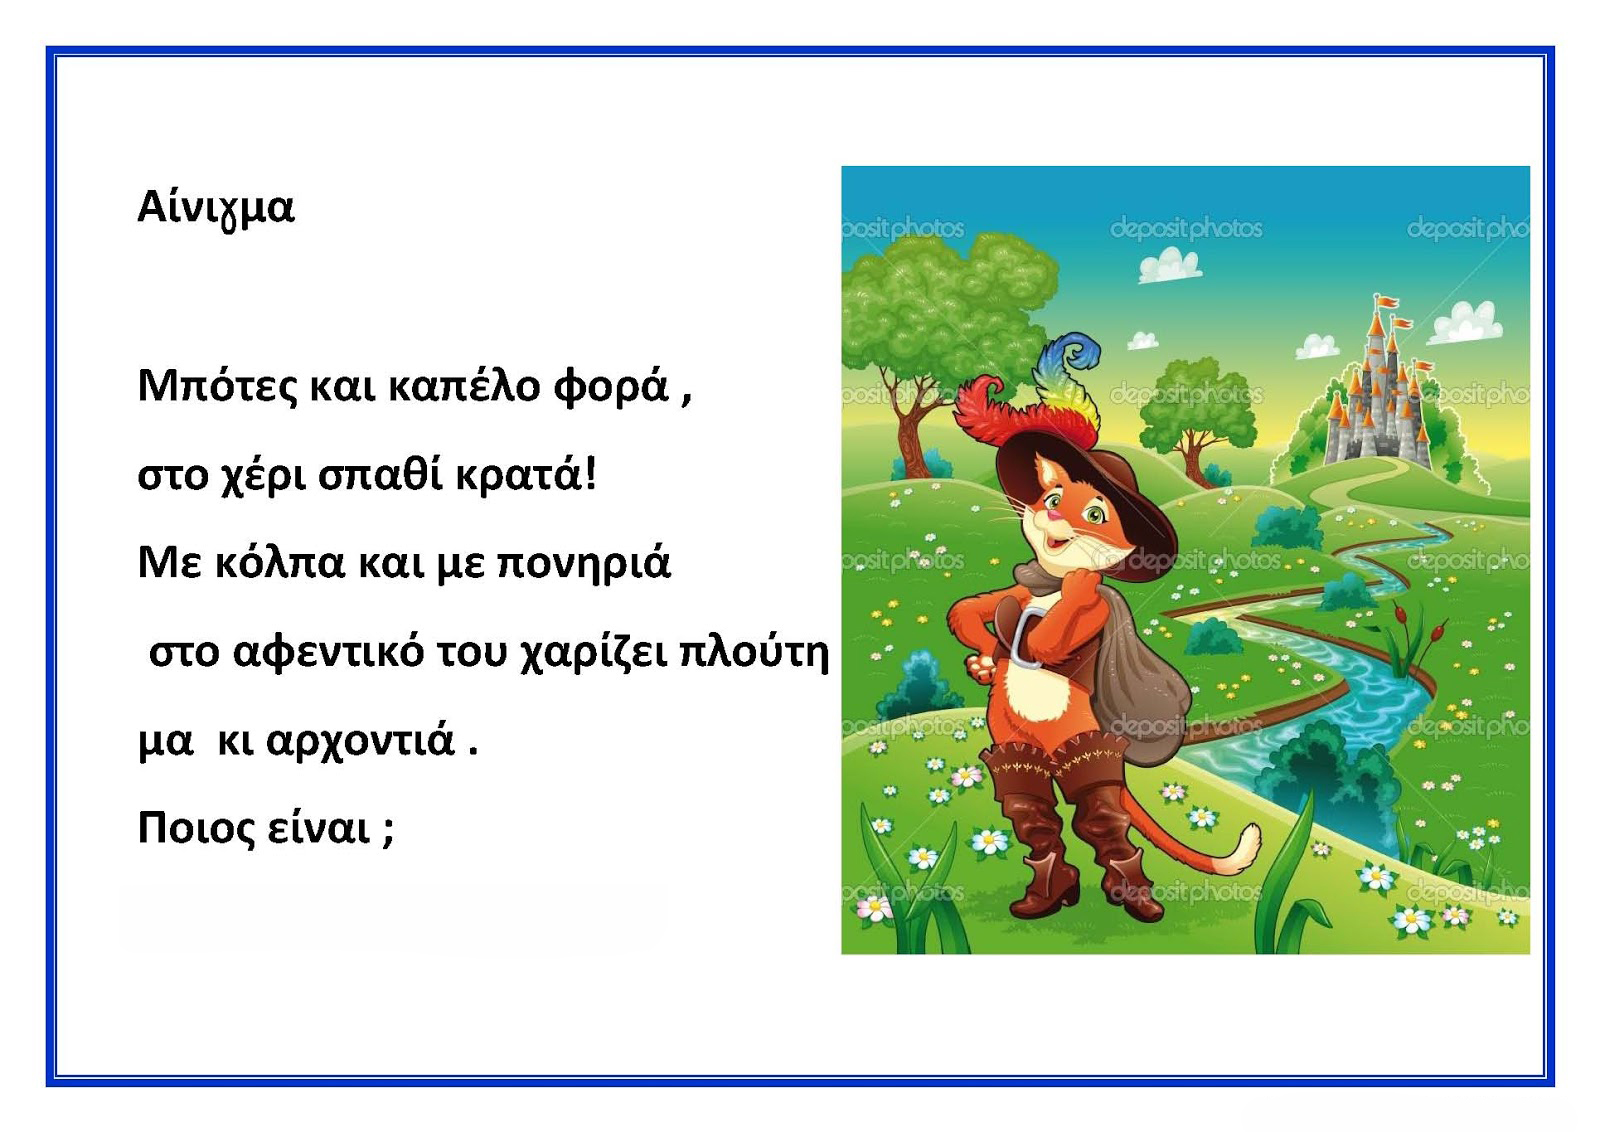 Αίνιγμα
Μπότες και καπέλο φορά ,
στο χέρι σπαθί κρατά!
Με κόλπα και με πονηριά
στο αφεντικό του χαρίζει πλούτη
μα κι αρχοντιά .
Ποιος είναι ;
depositphotos